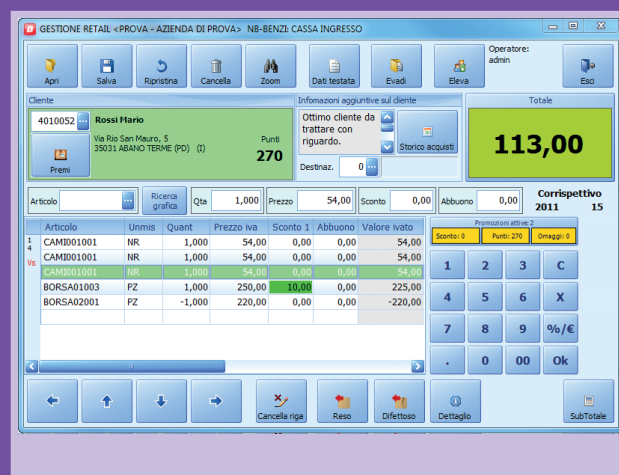 B GESTIONE RETAIL <PROVA - AZIENDA DI PROVA> NB-BENZI: CASSA INGRESSO
Apri Salva Ripristina Cancella Zoom Dati testata Evadi Eleva Operatore: admin Esci
Cliente
4010052 ... Rossi Mario
Via Rio San Mauro, 5
35031 ABANO TERME (PD) (I)
Punti
270
Premi
Infomazioni aggiuntive sul cliente
Ottimo cliente da
trattare con
riguardo.
Storico acquisti
Destinaz. 0 ...
Totale
113,00
Articolo ... Ricerca grafica Qta 1,000 Prezzo 54,00 Sconto 0,00 Abbuono 0,00 Corrispettivo
2011 15
Articolo Unmis Quant Prezzo iva Sconto 1 Abbuono Valore ivato
1 4 CAMI001001 NR 1,000 54,00 0,00 0,00 54,00
CAMI001001 NR 1,000 54,00 0,00 0,00 54,00
Vs CAMI001001 NR 1,000 54,00 0,00 0,00 54,00
BORSA01003 PZ 1,000 250,00 10,00 0,00 225,00
BORSA02001 PZ -1,000 220,00 0,00 0,00 -220,00
Promozioni attive: 2
Sconto: 0 Punti: 270 Omaggi: 0
1 2 3 C
4 5 6 X
7 8 9 %/€
. 0 00 Ok
Cancella riga Reso Difettoso Dettaglio SubTotale